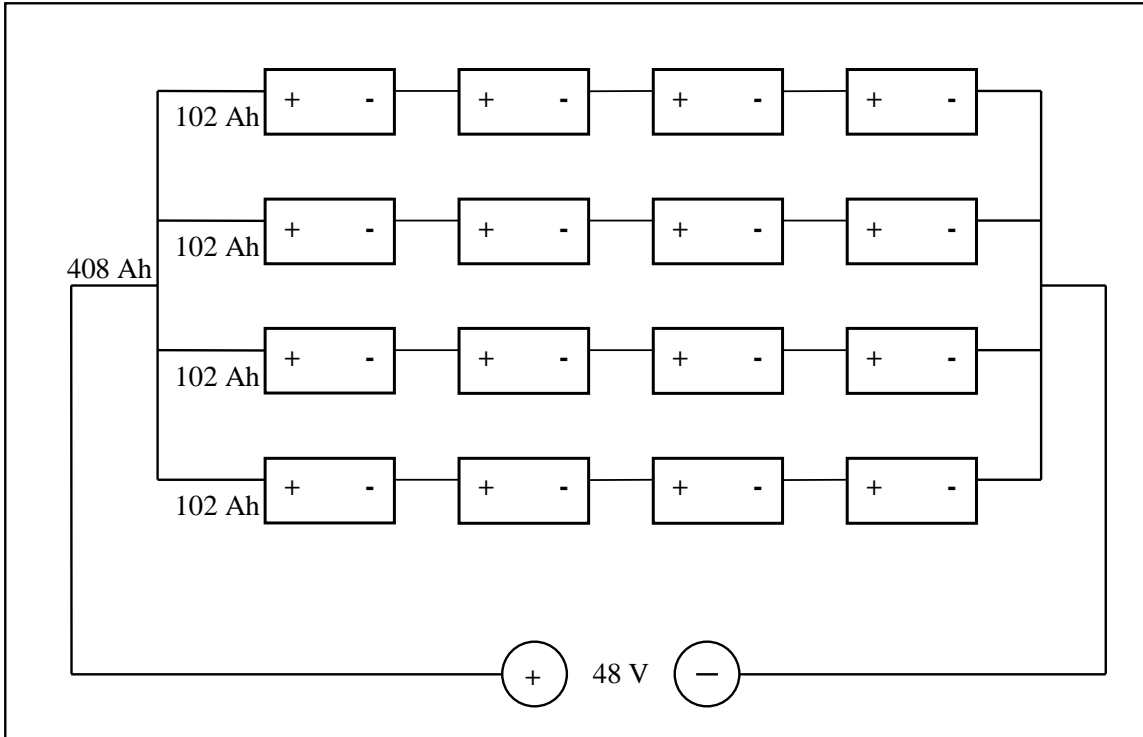 + - + - + - + -
102 Ah
+ - + - + - + -
102 Ah
408 Ah
+ - + - + - + -
102 Ah
+ - + - + - + -
102 Ah
+ 48 V −